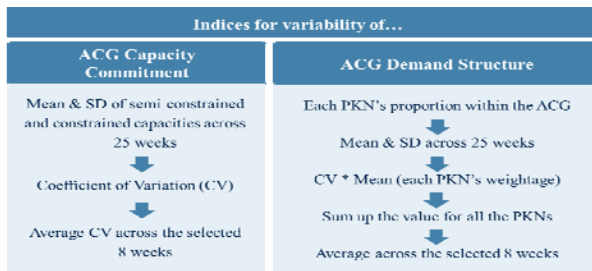 Indices for variability of…
ACG Capacity
Commitment
Mean & SD of semi constrained
and constrained capacities across
25 weeks
Coefficient of Variation (CV)
Average CV across the selected
8 weeks
ACG Demand Structure
Each PKN's proportion within the ACG
Mean & SD across 25 weeks
CV * Mean (each PKN's weightage)
Sum up the value for all the PKNs
Average across the selected 8 weeks